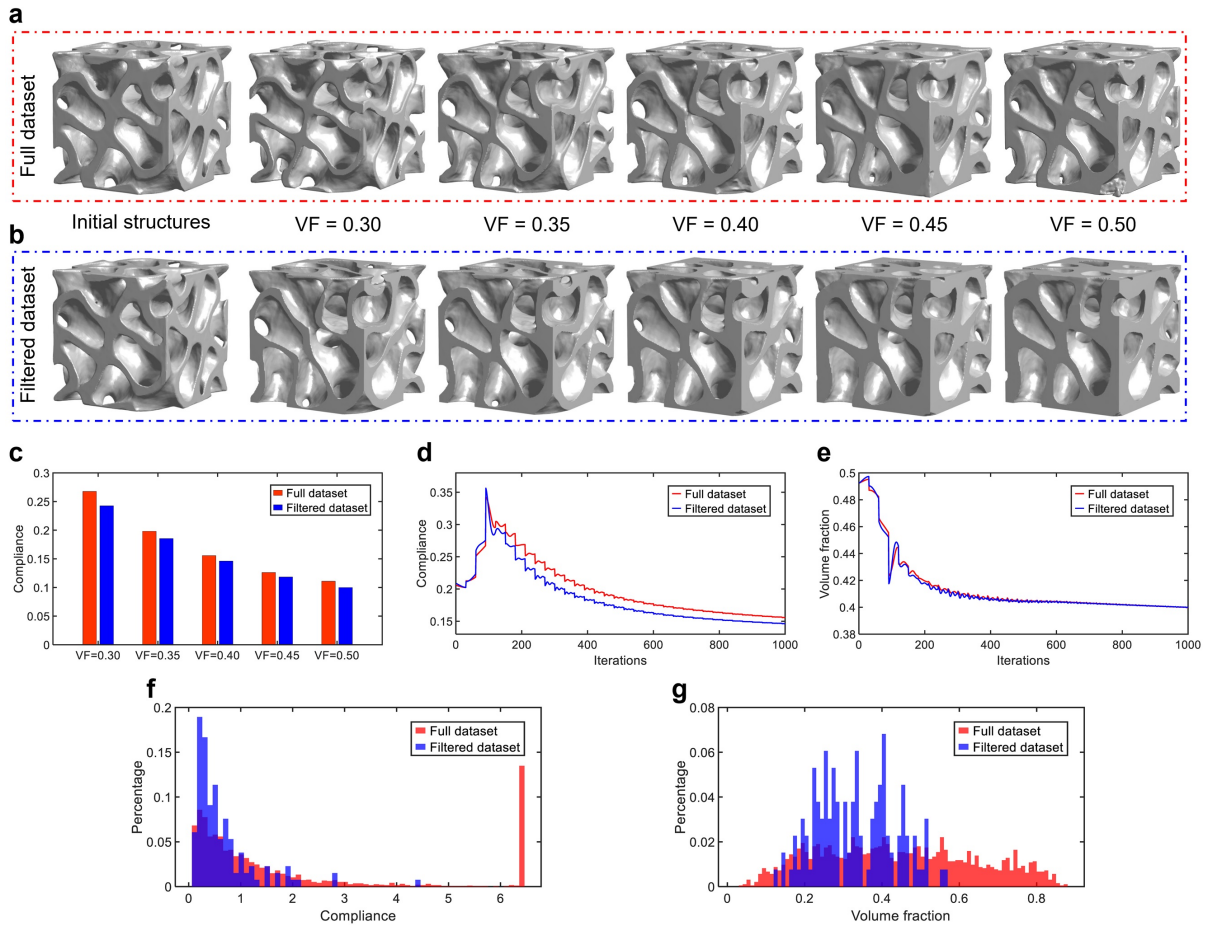 a
Full dataset
Initial structures
VF = 0.30
VF = 0.35
VF = 0.40
VF = 0.45
VF = 0.50
b
Filtered dataset
c
0.3
0.25
0.2
0.15
0.1
0.05
0
Compliance
VF=0.30
VF=0.35
VF=0.40
VF=0.45
VF=0.50
Full dataset
Filtered dataset
d
0.35
0.3
0.25
0.2
0.15
Compliance
0
200
400
600
800
1000
Iterations
Full dataset
Filtered dataset
e
0.5
0.48
0.46
0.44
0.42
0.4
0.38
Volume fraction
0
200
400
600
800
1000
Iterations
Full dataset
Filtered dataset
f
0.2
0.15
0.1
0.05
0
Percentage
0
1
2
3
4
5
6
Compliance
Full dataset
Filtered dataset
g
0.08
0.06
0.04
0.02
0
Percentage
0
0.2
0.4
0.6
0.8
Volume fraction
Full dataset
Filtered dataset